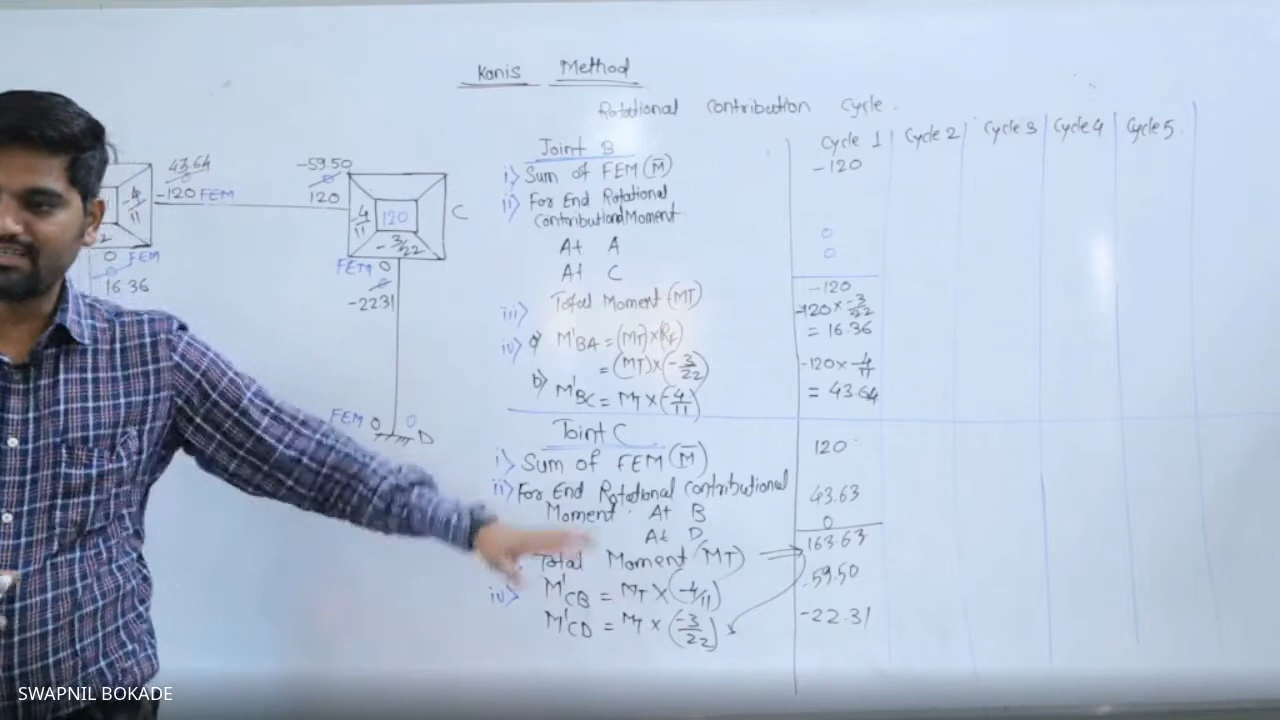 Kanis Method
Rotational Contribution Cycle.
Cycle 1 Cycle 2 Cycle 3 Cycle 4 Cycle 5.
Joint B
i) Sum of FEM (M̄) -120
ii) For End Rotational
Contributiond Moment
At A 0
At C 0
iii) Total Moment (MT) -120
iv) a) M'BA = (MT) x (RF) -120 x -3/22
= (MT) x (-3/22) = 16.36
b) M'BC = MT x (-4/11) -120 x -4/11
= 43.64
Joint C
i) Sum of FEM (M̄) 120
ii) For End Rotational Contributional
Moment. At B 43.63
At D 0
Total Moment (MT) 163.63
iv) M'CB = MT x (-4/11) -59.50
M'CD = MT x (-3/22) -22.31
43.64 -59.50
0 0
-120 FEM 120
-4/11 -4/11 120 C
-3/22
0 FEM FEM 0
0 0
16.36 -22.31
FEM 0 0
D
SWAPNIL BOKADE